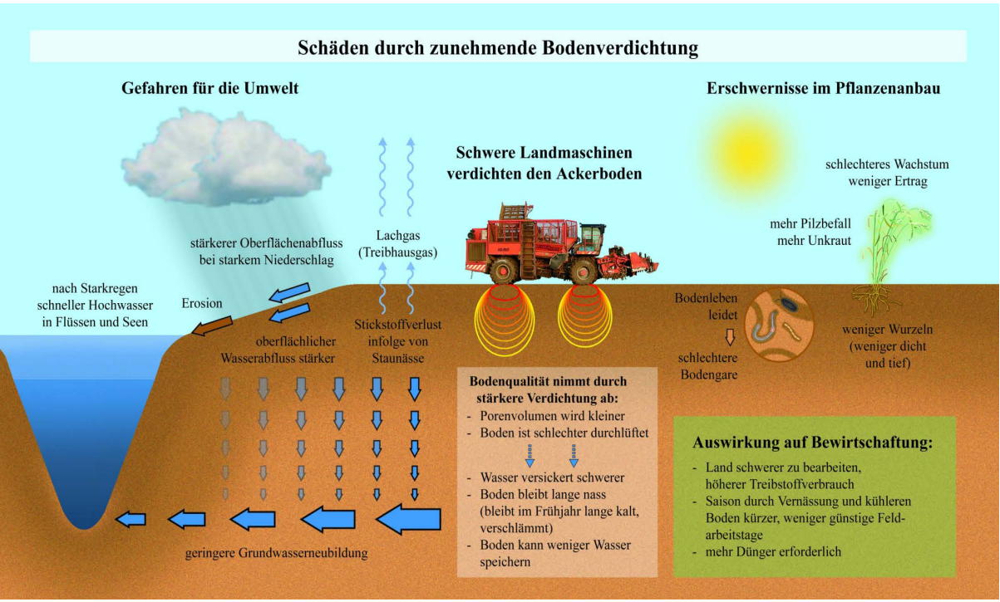 Schäden durch zunehmende Bodenverdichtung
Gefahren für die Umwelt
stärkerer Oberflächenabfluss
bei starkem Niederschlag
nach Starkregen
schneller Hochwasser
in Flüssen und Seen
Erosion
oberflächlicher
Wasserabfluss stärker
Lachgas
(Treibhausgas)
Stickstoffverlust
infolge von
Staunässe
geringere Grundwasserneubildung
Schwere Landmaschinen
verdichten den Ackerboden
Bodenqualität nimmt durch
stärkere Verdichtung ab:
- Porenvolumen wird kleiner
- Boden ist schlechter durchlüftet
- Wasser versickert schwerer
- Boden bleibt lange nass
(bleibt im Frühjahr lange kalt,
verschlämmt)
- Boden kann weniger Wasser
speichern
Erschwernisse im Pflanzenanbau
schlechteres Wachstum
weniger Ertrag
mehr Pilzbefall
mehr Unkraut
Bodenleben
leidet
schlechtere
Bodengare
weniger Wurzeln
(weniger dicht
und tief)
Auswirkung auf Bewirtschaftung:
- Land schwerer zu bearbeiten,
höherer Treibstoffverbrauch
- Saison durch Vernässung und kühleren
Boden kürzer, weniger günstige Feld-
arbeitstage
- mehr Dünger erforderlich